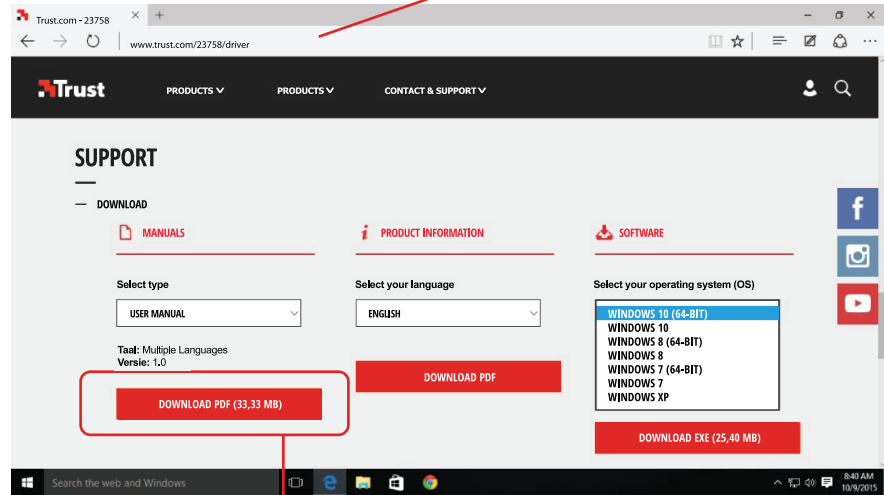 Trust.com - 23758
www.trust.com/23758/driver
Trust
PRODUCTS
PRODUCTS
CONTACT & SUPPORT
SUPPORT
DOWNLOAD
MANUALS
Select type
USER MANUAL
Taal: Multiple Languages
Versie: 1.0
DOWNLOAD PDF (33,33 MB)
PRODUCT INFORMATION
Select your language
ENGLISH
DOWNLOAD PDF
SOFTWARE
Select your operating system (OS)
WINDOWS 10 (64-BIT)
WINDOWS 10
WINDOWS 8 (64-BIT)
WINDOWS 8
WINDOWS 7 (64-BIT)
WINDOWS 7
WINDOWS XP
DOWNLOAD EXE (25,40 MB)
Search the web and Windows
8:40 AM
10/9/2015